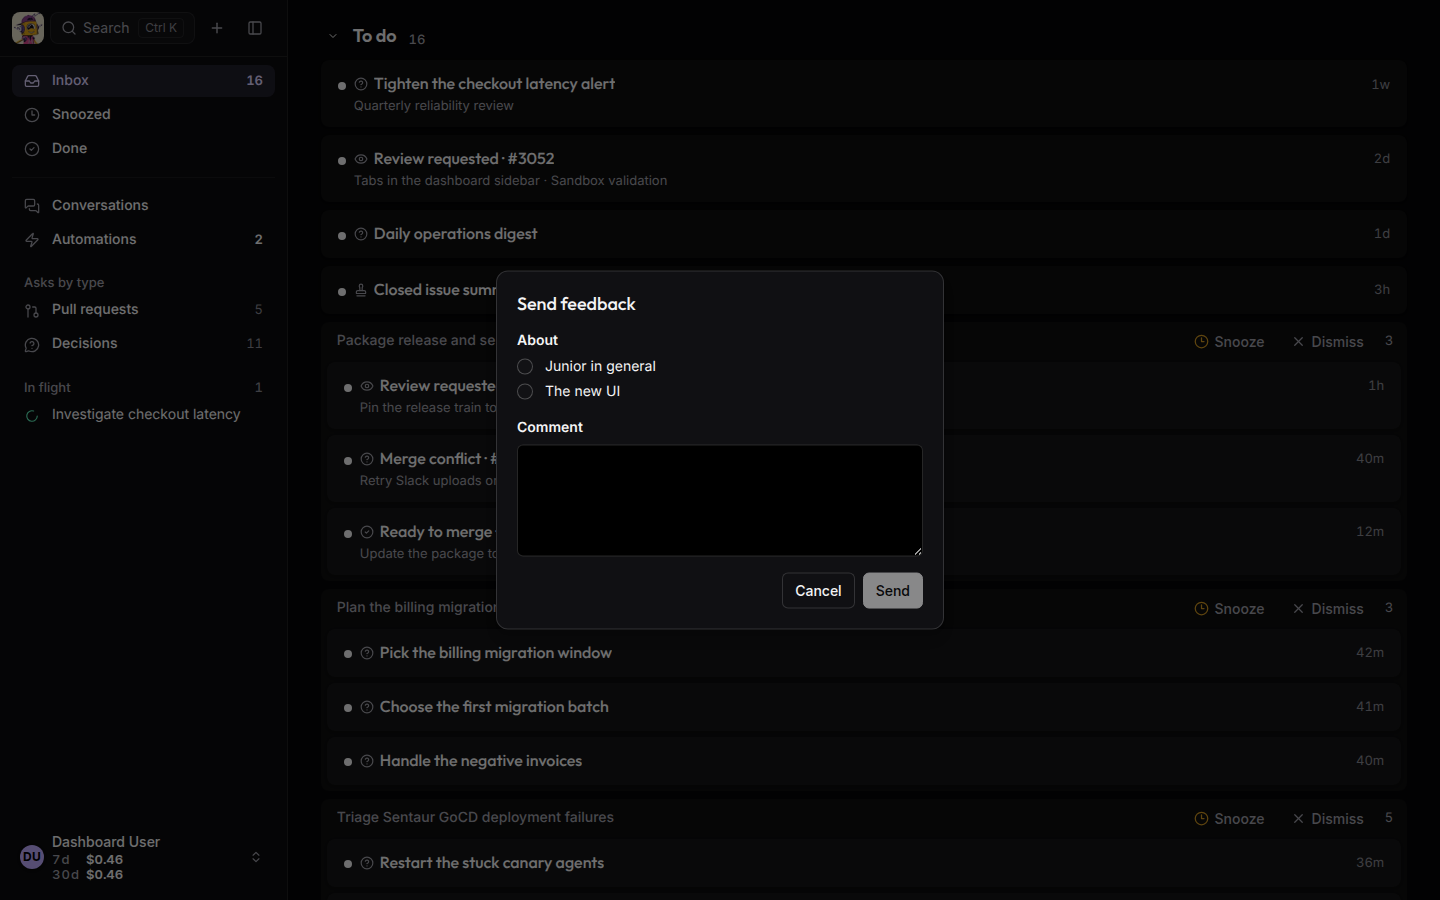 Search Ctrl K
Inbox 16
Snoozed
Done
Conversations
Automations 2
Asks by type
Pull requests 5
Decisions 11
In flight 1
Investigate checkout latency
Dashboard User
DU
7d $0.46
30d $0.46
To do 16
Tighten the checkout latency alert 1w
Quarterly reliability review
Review requested · #3052 2d
Tabs in the dashboard sidebar · Sandbox validation
Daily operations digest 1d
Closed issue 3h
Package release and Snooze Dismiss 3
Review 1h
Pin the release train to
Merge conflict · # 40m
Retry Slack uploads
Ready to merge 12m
Update the package
Plan the billing Snooze Dismiss 3
Pick the billing migration window 42m
Choose the first migration batch 41m
Handle the negative invoices 40m
Triage Sentaur GoCD deployment failures Snooze Dismiss 5
Restart the stuck canary agents 36m
Send feedback
About
Junior in general
The new UI
Comment
Cancel Send